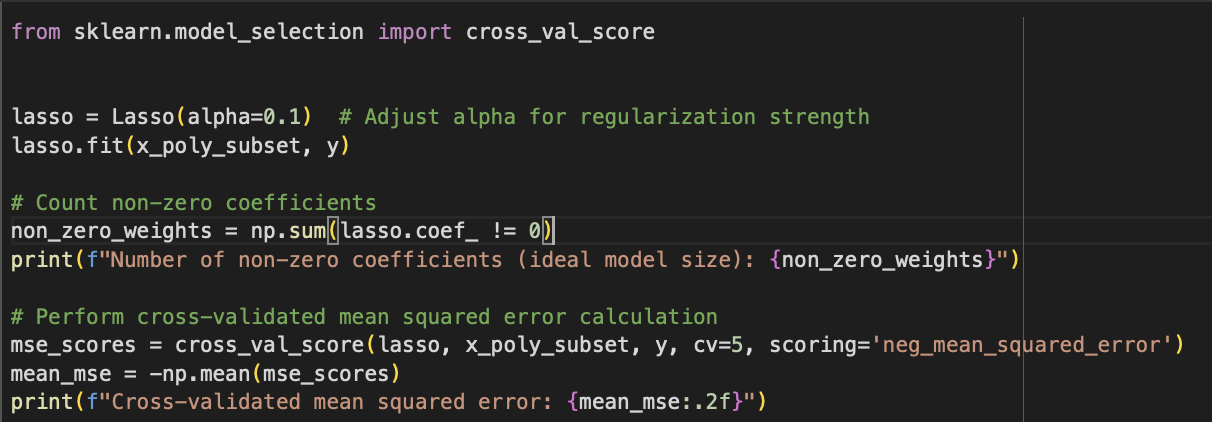 from sklearn.model_selection import cross_val_score
lasso = Lasso(alpha=0.1)  # Adjust alpha for regularization strength
lasso.fit(x_poly_subset, y)
# Count non-zero coefficients
non_zero_weights = np.sum(lasso.coef_ != 0)
print(f"Number of non-zero coefficients (ideal model size): {non_zero_weights}")
# Perform cross-validated mean squared error calculation
mse_scores = cross_val_score(lasso, x_poly_subset, y, cv=5, scoring='neg_mean_squared_error')
mean_mse = -np.mean(mse_scores)
print(f"Cross-validated mean squared error: {mean_mse:.2f}")